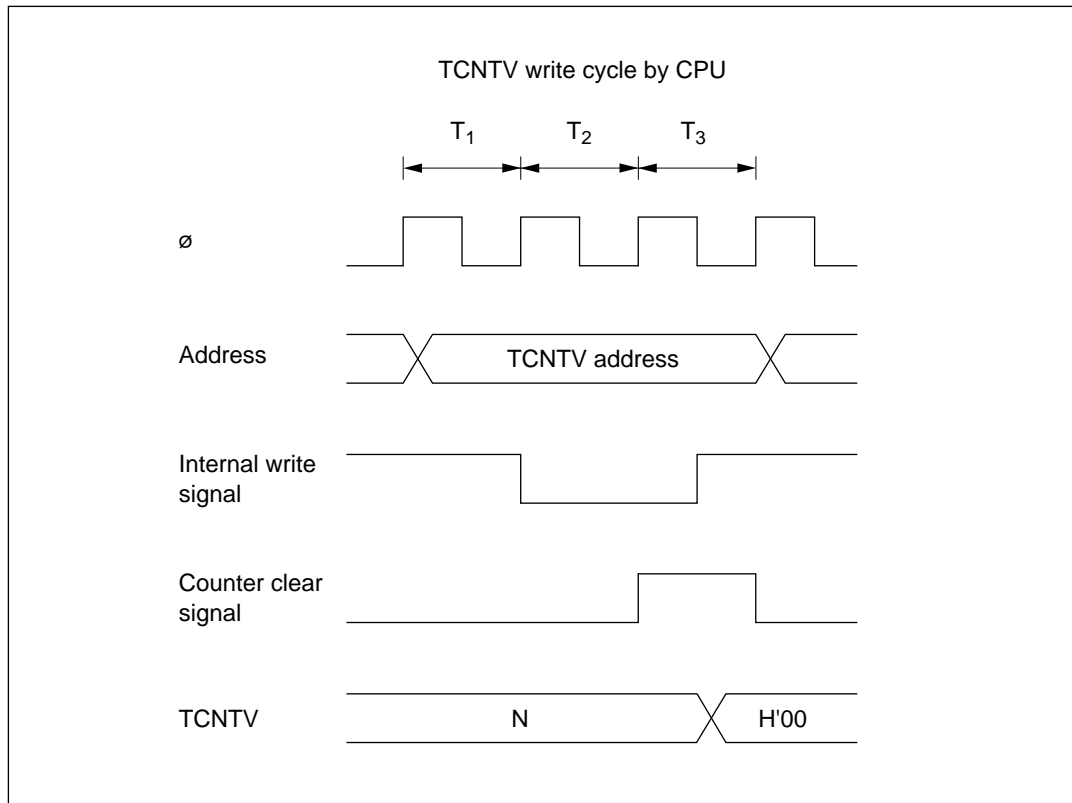 TCNTV write cycle by CPU
T1 T2 T3
ø
Address
TCNTV address
Internal write
signal
Counter clear
signal
TCNTV
N
H'00